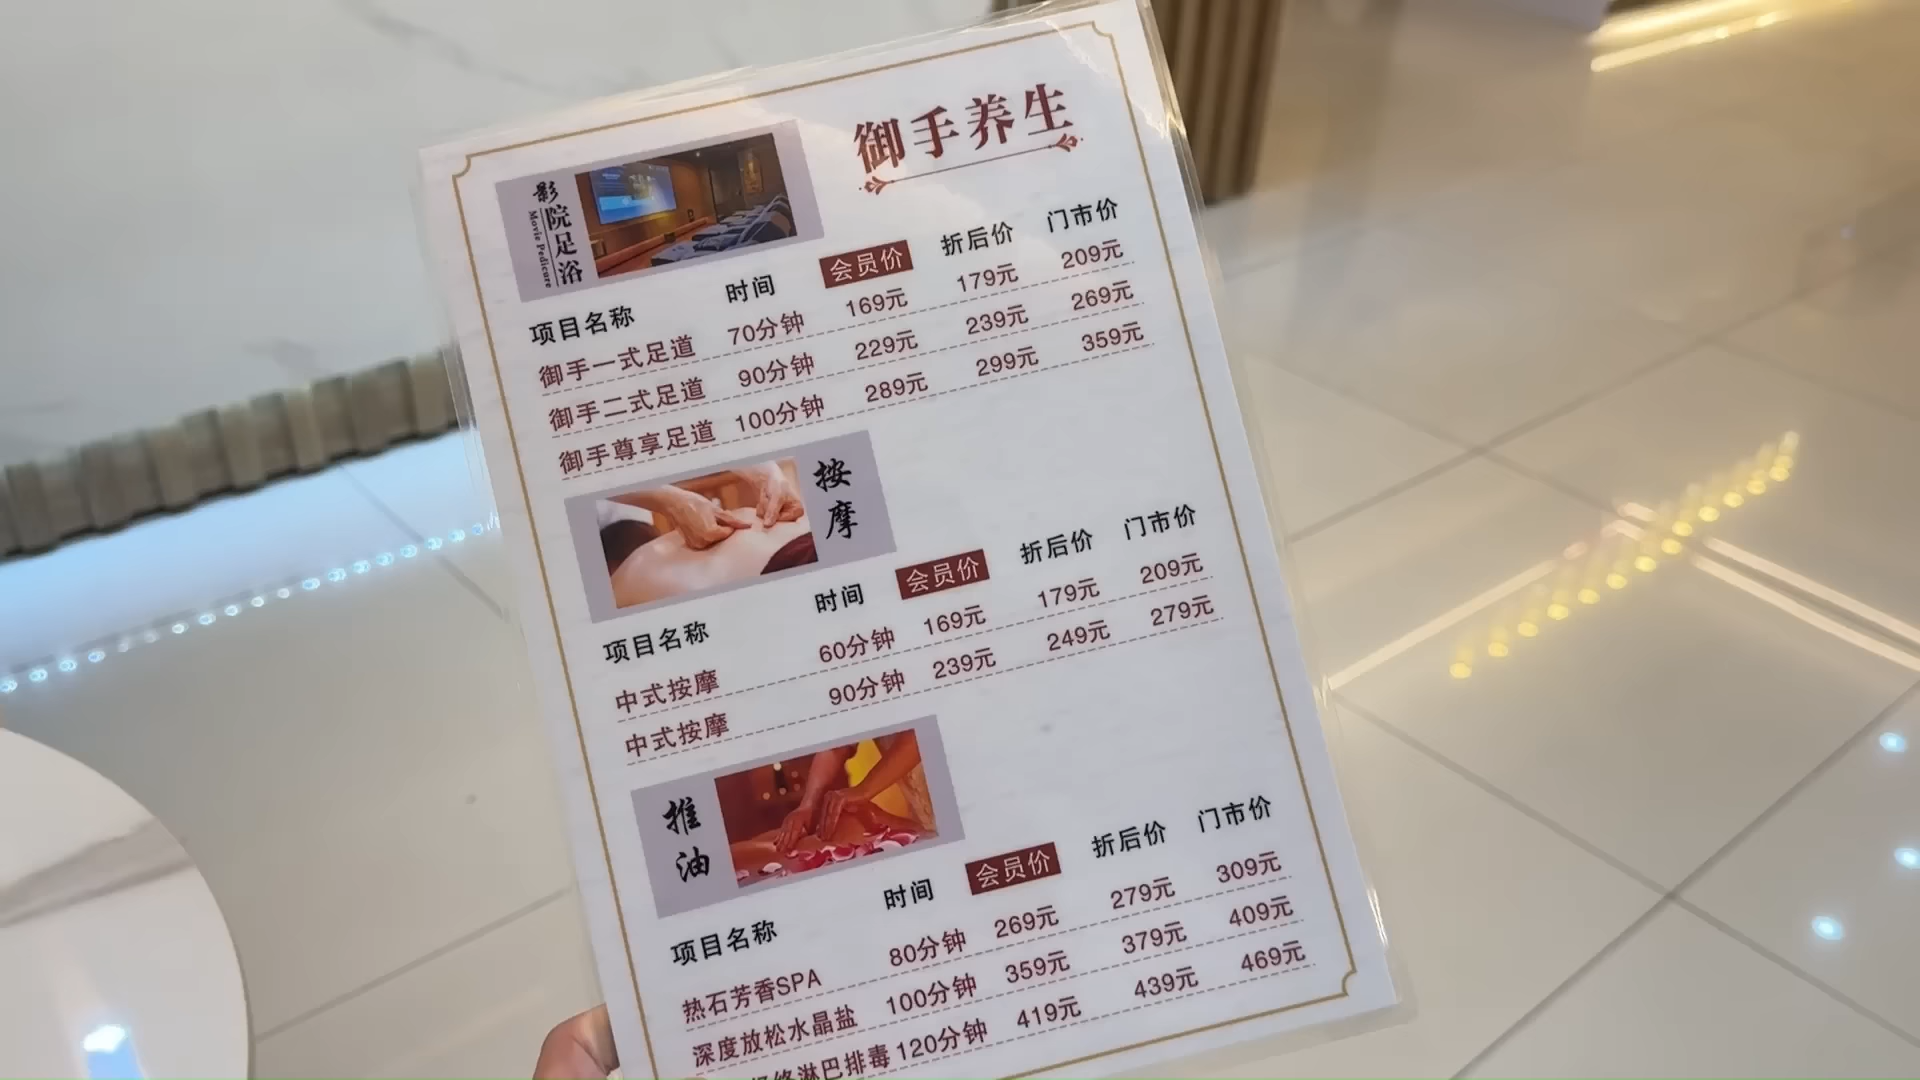 御手养生
影院足浴
Movie Pedicure
项目名称 时间 会员价 折后价 门市价
御手一式足道 70分钟 169元 179元 209元
御手二式足道 90分钟 229元 239元 269元
御手尊享足道 100分钟 289元 299元 359元
按摩
项目名称 时间 会员价 折后价 门市价
中式按摩 60分钟 169元 179元 209元
中式按摩 90分钟 239元 249元 279元
推油
项目名称 时间 会员价 折后价 门市价
热石芳香SPA 80分钟 269元 279元 309元
深度放松水晶盐 100分钟 359元 379元 409元
淋巴排毒 120分钟 419元 439元 469元